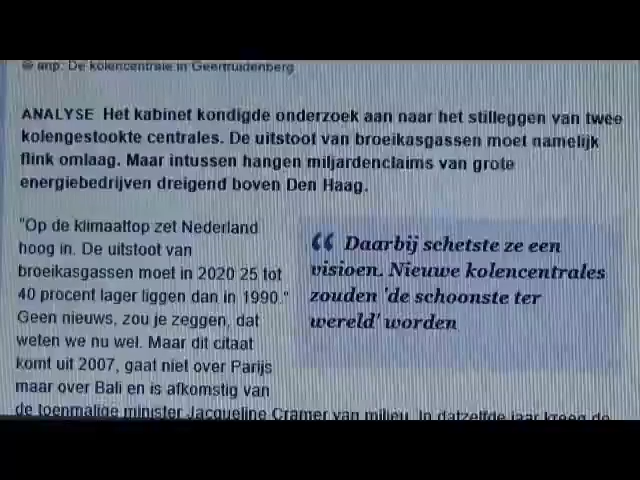 © anp. De kolencentrale in Geertruidenberg
ANALYSE Het kabinet kondigde onderzoek aan naar het stilleggen van twee
kolengestookte centrales. De uitstoot van broeikasgassen moet namelijk
flink omlaag. Maar intussen hangen miljardenclaims van grote
energiebedrijven dreigend boven Den Haag.
"Op de klimaattop zet Nederland
hoog in. De uitstoot van
broeikasgassen moet in 2020 25 tot
40 procent lager liggen dan in 1990."
Geen nieuws, zou je zeggen, dat
weten we nu wel. Maar dit citaat
komt uit 2007, gaat niet over Parijs
maar over Bali en is afkomstig van
de toenmalige minister Jacqueline Cramer van milieu. In datzelfde jaar kreeg de
“ Daarbij schetste ze een
visioen. Nieuwe kolencentrales
zouden 'de schoonste ter
wereld' worden